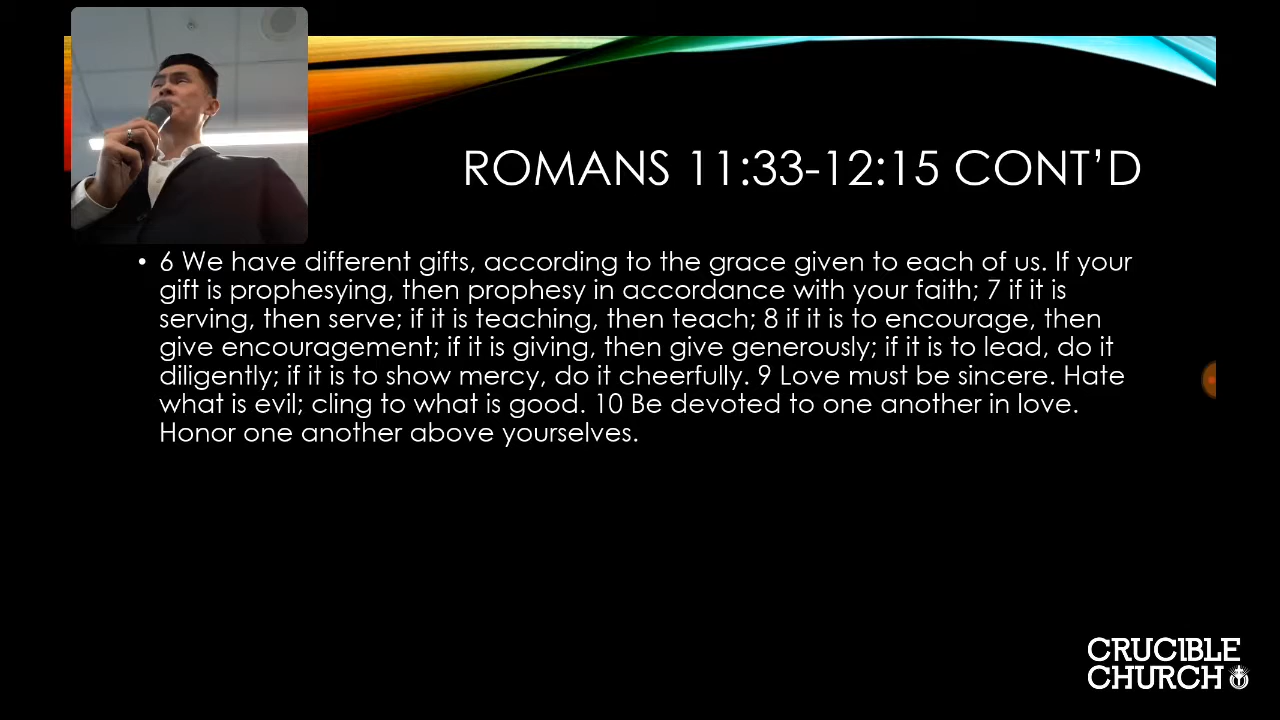 ROMANS 11:33-12:15 CONT’D
• 6 We have different gifts, according to the grace given to each of us. If your
gift is prophesying, then prophesy in accordance with your faith; 7 if it is
serving, then serve; if it is teaching, then teach; 8 if it is to encourage, then
give encouragement; if it is giving, then give generously; if it is to lead, do it
diligently; if it is to show mercy, do it cheerfully. 9 Love must be sincere. Hate
what is evil; cling to what is good. 10 Be devoted to one another in love.
Honor one another above yourselves.
CRUCIBLE
CHURCH